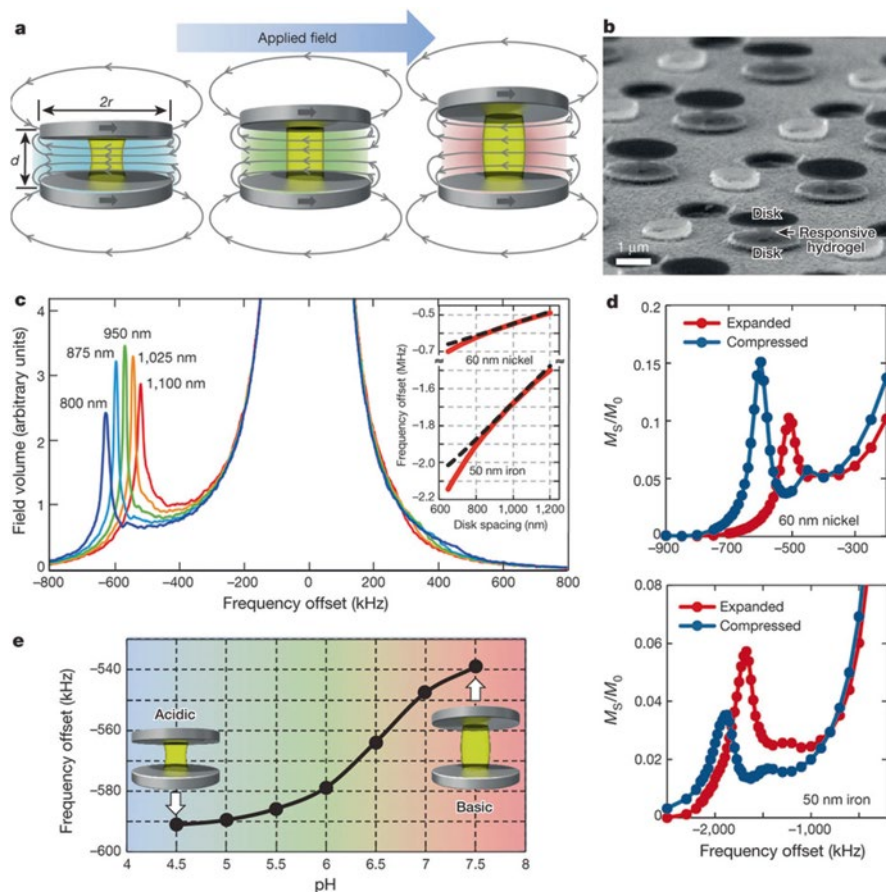 a
Applied field
2r
d
b
Disk
Responsive
hydrogel
Disk
1 μm
c
Field volume (arbitrary units)
4
3
2
1
0
800 nm
875 nm
950 nm
1,025 nm
1,100 nm
−800 −600 −400 −200 0 200 400 600 800
Frequency offset (kHz)
Frequency offset (MHz)
−0.5
−0.7
−1.6
−1.8
−2.0
−2.2
60 nm nickel
50 nm iron
600 800 1,000 1,200
Disk spacing (nm)
d
Expanded
Compressed
Ms/M0
0.2
0.15
0.10
0.05
0
60 nm nickel
−900 −700 −500 −300
Expanded
Compressed
Ms/M0
0.08
0.06
0.04
0.02
0
50 nm iron
−2,000 −1,000
Frequency offset (kHz)
e
Frequency offset (kHz)
−540
−560
−580
−600
Acidic
Basic
4 4.5 5 5.5 6 6.5 7 7.5 8
pH